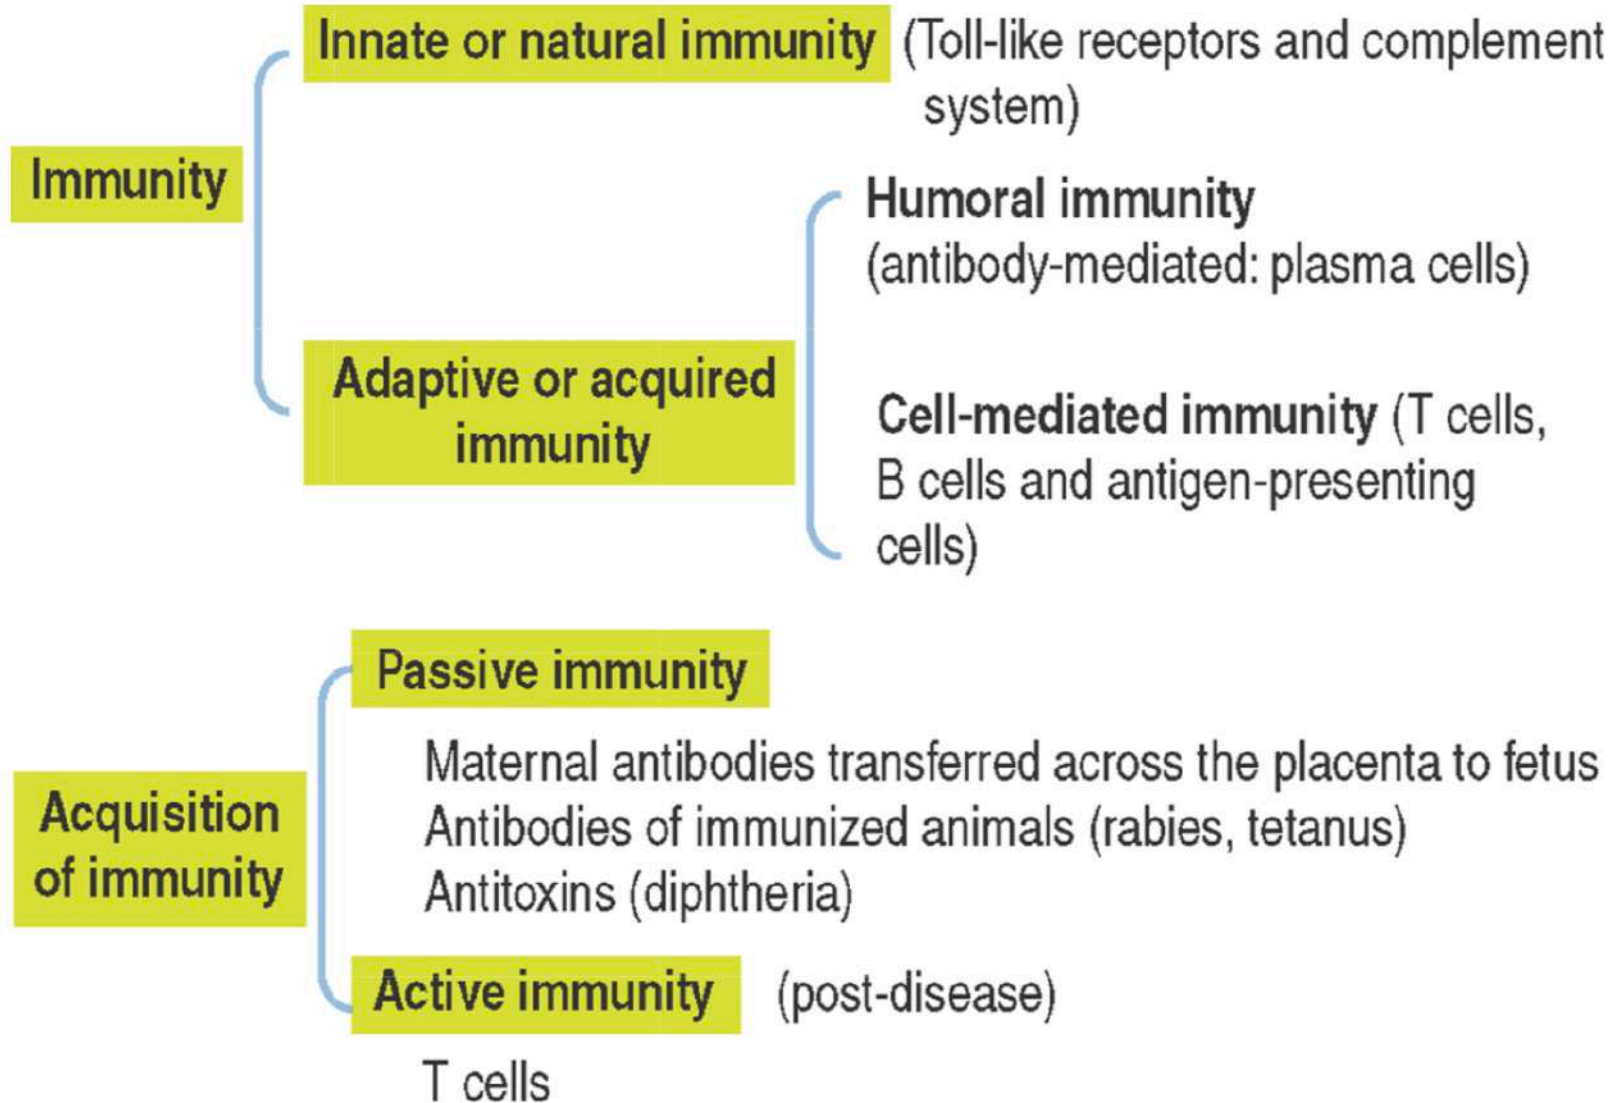 Innate or natural immunity (Toll-like receptors and complement
system)
Immunity
Humoral immunity
(antibody-mediated: plasma cells)
Adaptive or acquired
immunity
Cell-mediated immunity (T cells,
B cells and antigen-presenting
cells)
Passive immunity
Maternal antibodies transferred across the placenta to fetus
Antibodies of immunized animals (rabies, tetanus)
Antitoxins (diphtheria)
Acquisition
of immunity
Active immunity (post-disease)
T cells